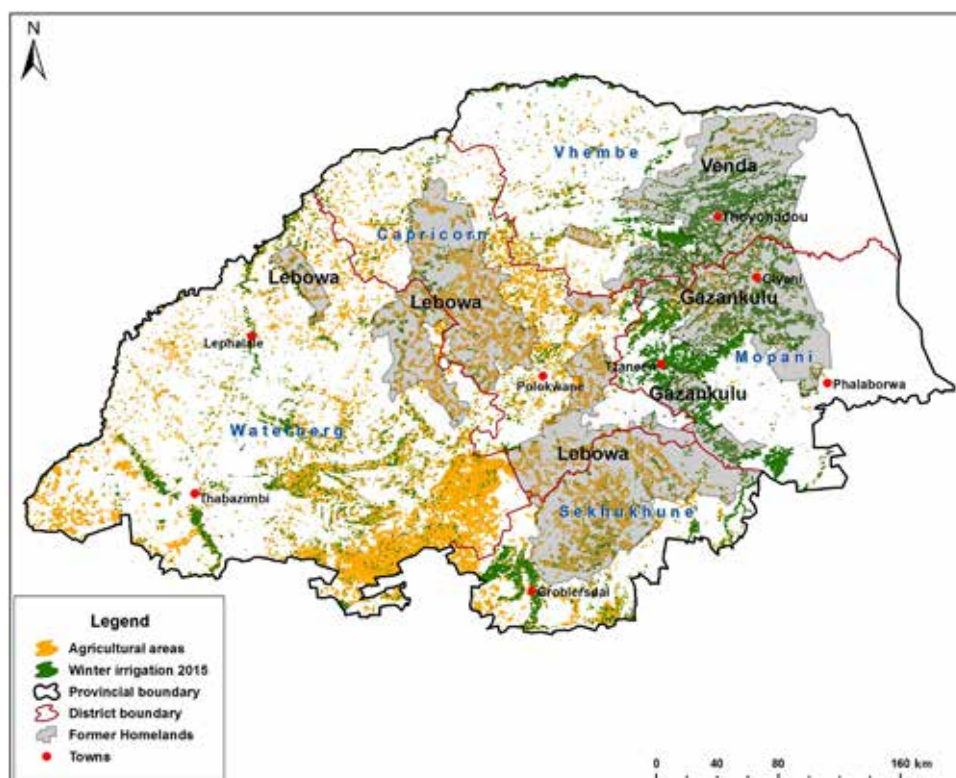 N
Vhembe
Venda
Thoyohadou
Capricorn
Lebowa
Lebowa
Giyani
Gazankulu
Lephalale
Mopani
Tzaneen
Polokwane
Phalaborwa
Gazankulu
Waterberg
Lebowa
Thabazimbi
Sekhukhune
Groblersdal
Legend
Agricultural areas
Winter irrigation 2015
Provincial boundary
District boundary
Former Homelands
Towns
0 40 80 160 km